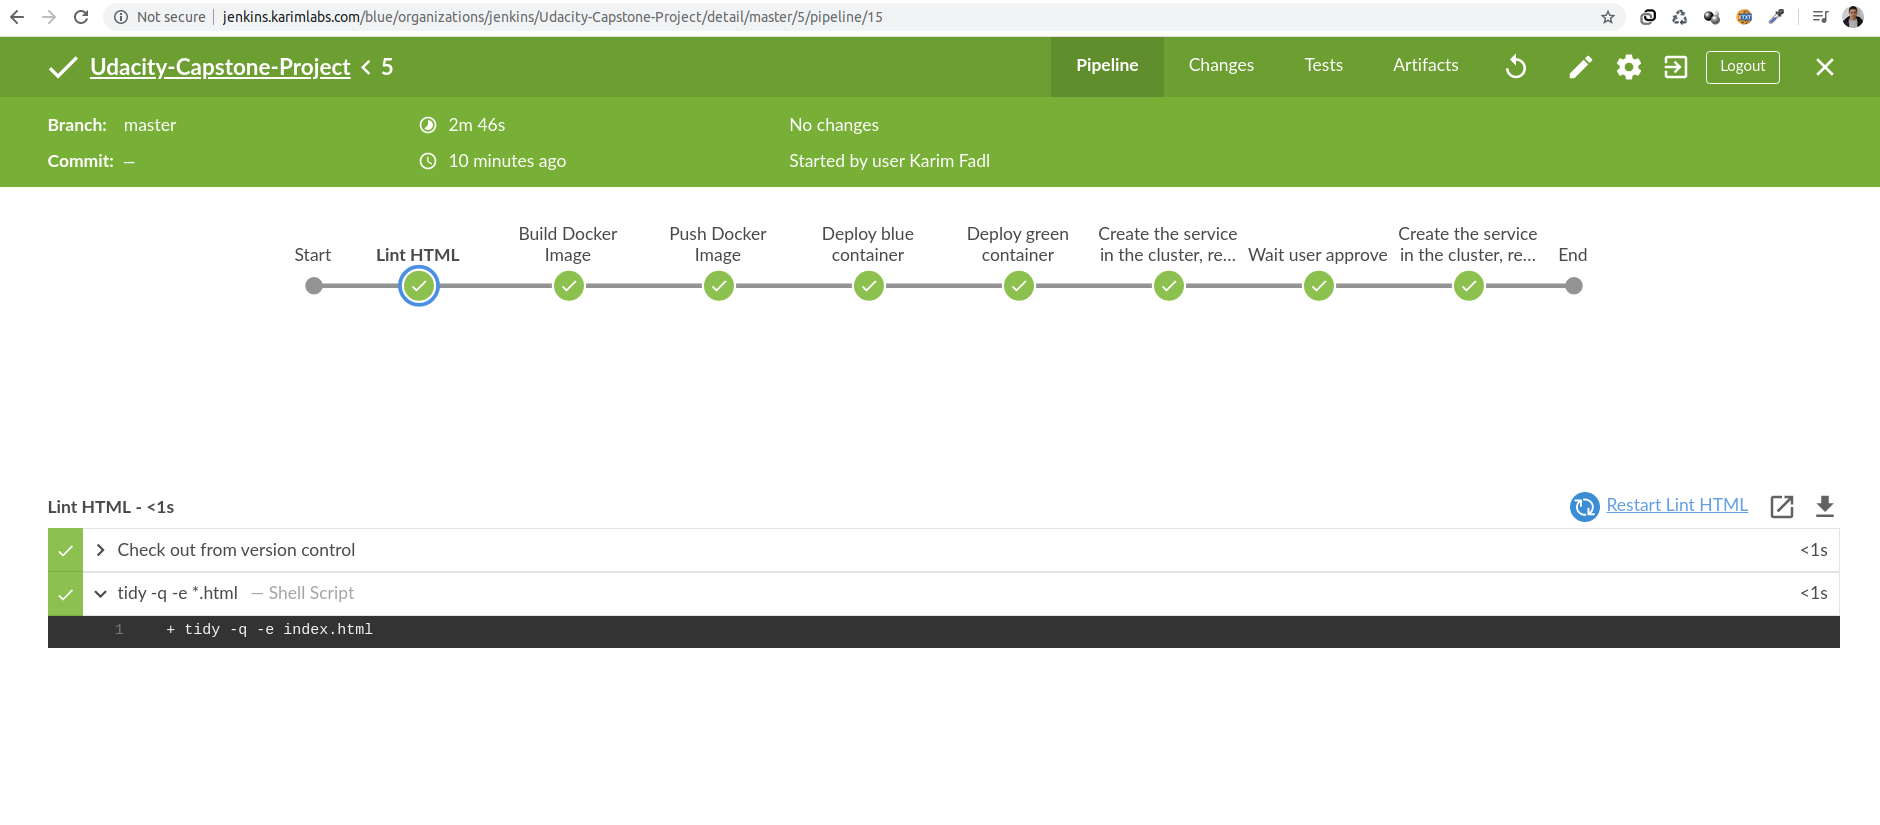 Not secure | jenkins.karimlabs.com/blue/organizations/jenkins/Udacity-Capstone-Project/detail/master/5/pipeline/15
Udacity-Capstone-Project < 5
Pipeline Changes Tests Artifacts Logout
Branch: master 2m 46s No changes
Commit: — 10 minutes ago Started by user Karim Fadl
Start
Lint HTML
Build Docker
Image
Push Docker
Image
Deploy blue
container
Deploy green
container
Create the service
in the cluster, re...
Wait user approve
Create the service
in the cluster, re...
End
Lint HTML - <1s
Restart Lint HTML
Check out from version control <1s
tidy -q -e *.html — Shell Script <1s
1 + tidy -q -e index.html